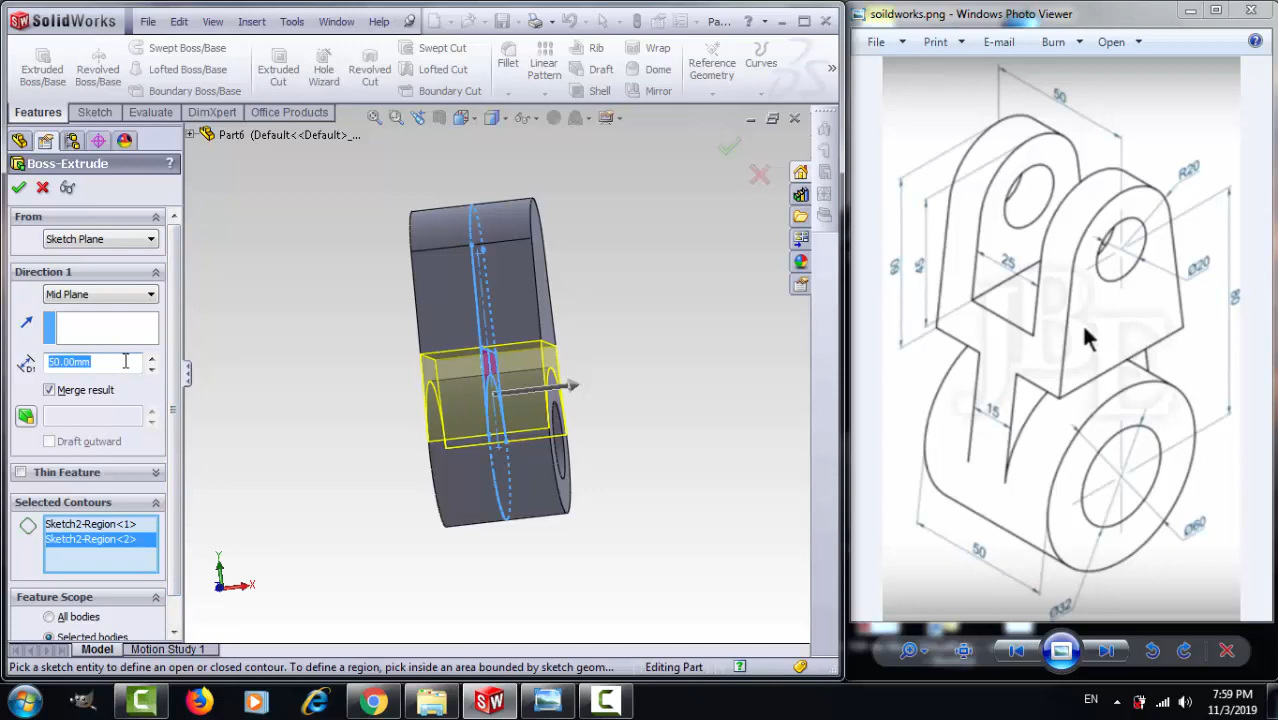 SolidWorks
File Edit View Insert Tools Window Help
Pa...
Extruded Boss/Base
Revolved Boss/Base
Swept Boss/Base
Lofted Boss/Base
Boundary Boss/Base
Extruded Cut
Hole Wizard
Revolved Cut
Swept Cut
Lofted Cut
Boundary Cut
Fillet
Linear Pattern
Rib
Draft
Shell
Wrap
Dome
Mirror
Reference Geometry
Curves
Features Sketch Evaluate DimXpert Office Products
Part6 (Default<<Default>_...
Boss-Extrude ?
From
Sketch Plane
Direction 1
Mid Plane
D1
50.00mm
Merge result
Draft outward
Thin Feature
Selected Contours
Sketch2-Region<1>
Sketch2-Region<2>
Feature Scope
All bodies
Selected bodies
Y
X
Model Motion Study 1
Pick a sketch entity to define an open or closed contour. To define a region, pick inside an area bounded by sketch geom... Editing Part
soildworks.png - Windows Photo Viewer
File Print E-mail Burn Open
50
R20
25
Ø20
15
50
Ø60
Ø32
EN
7:59 PM
11/3/2019